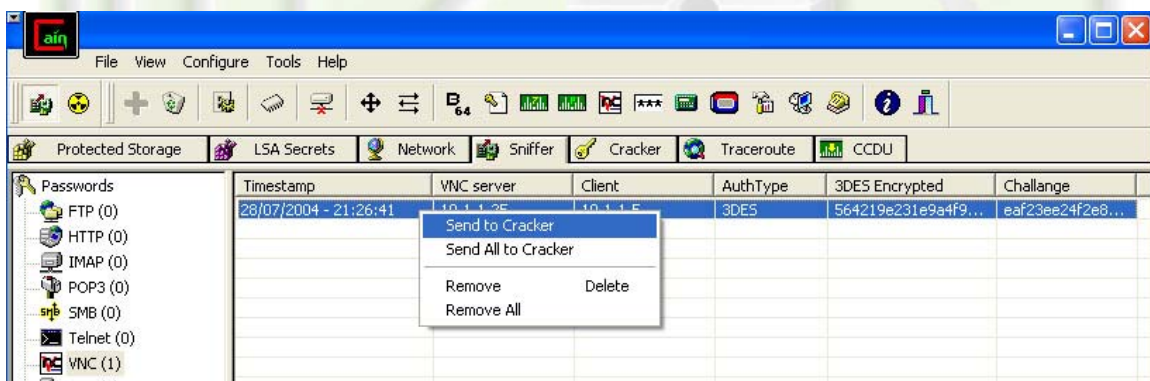 aín
File View Configure Tools Help
B64 ***
Protected Storage LSA Secrets Network Sniffer Cracker Traceroute CCDU
Passwords Timestamp VNC server Client AuthType 3DES Encrypted Challange
FTP (0) 28/07/2004 - 21:26:41 3DES 564219e231e9a4f9... eaf23ee24f2e8...
Send to Cracker
HTTP (0)
Send All to Cracker
IMAP (0)
Remove Delete
POP3 (0)
Remove All
smb SMB (0)
Telnet (0)
VNC (1)